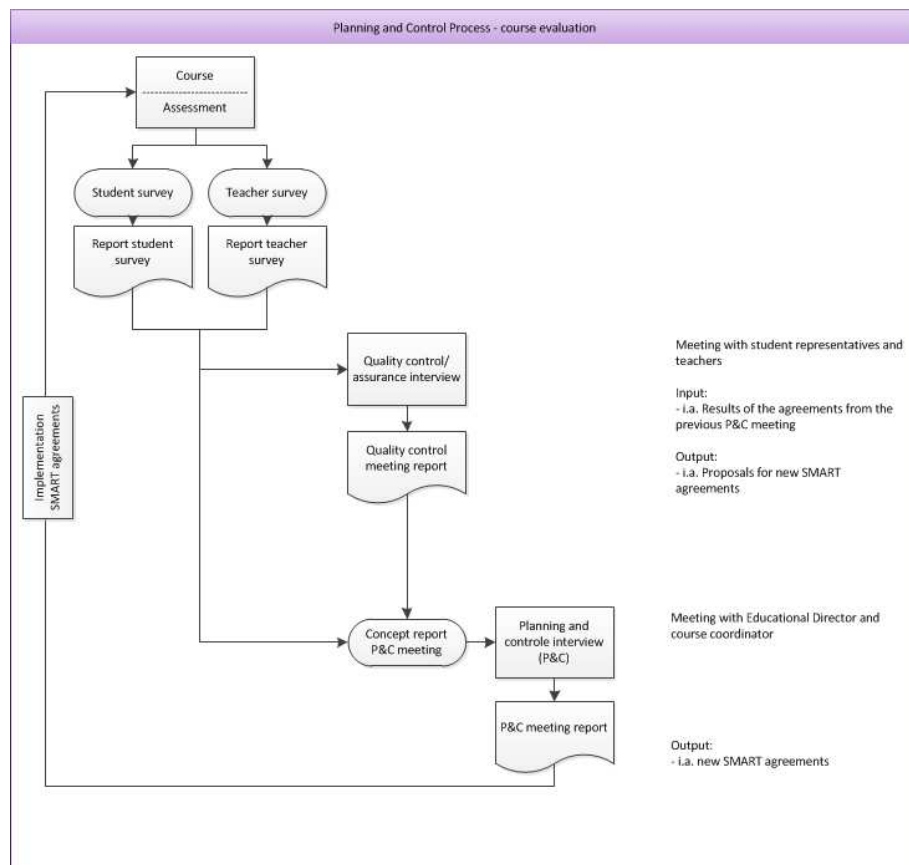 Planning and Control Process - course evaluation
Course
Assessment
Student survey
Teacher survey
Report student
survey
Report teacher
survey
Quality control/
assurance interview
Meeting with student representatives and
teachers
Input:
- i.a. Results of the agreements from the
previous P&C meeting
Quality control
meeting report
Output:
- i.a. Proposals for new SMART
agreements
Implementation
SMART agreements
Concept report
P&C meeting
Planning and
controle interview
(P&C)
Meeting with Educational Director and
course coordinator
P&C meeting report
Output:
- i.a. new SMART agreements